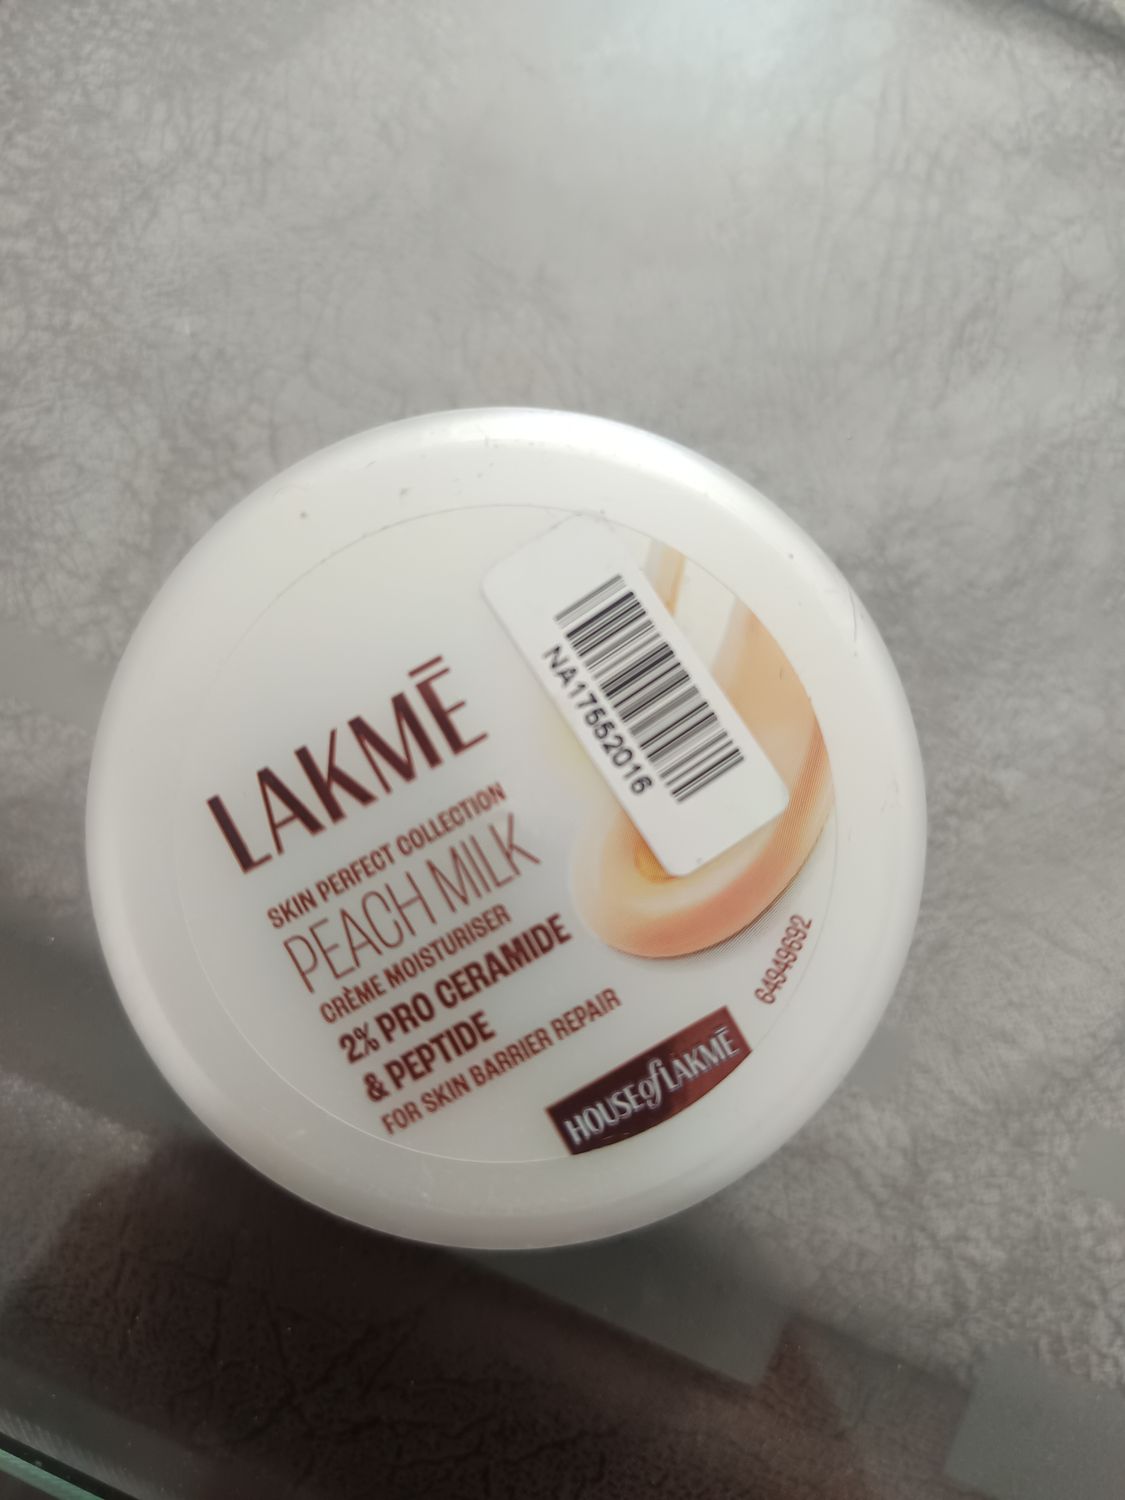 LAKMĒ
SKIN PERFECT COLLECTION
PEACH MILK
CRÈME MOISTURISER
2% PRO CERAMIDE
& PEPTIDE
FOR SKIN BARRIER REPAIR
HOUSE of LAKMĒ
64949692
NA17552016